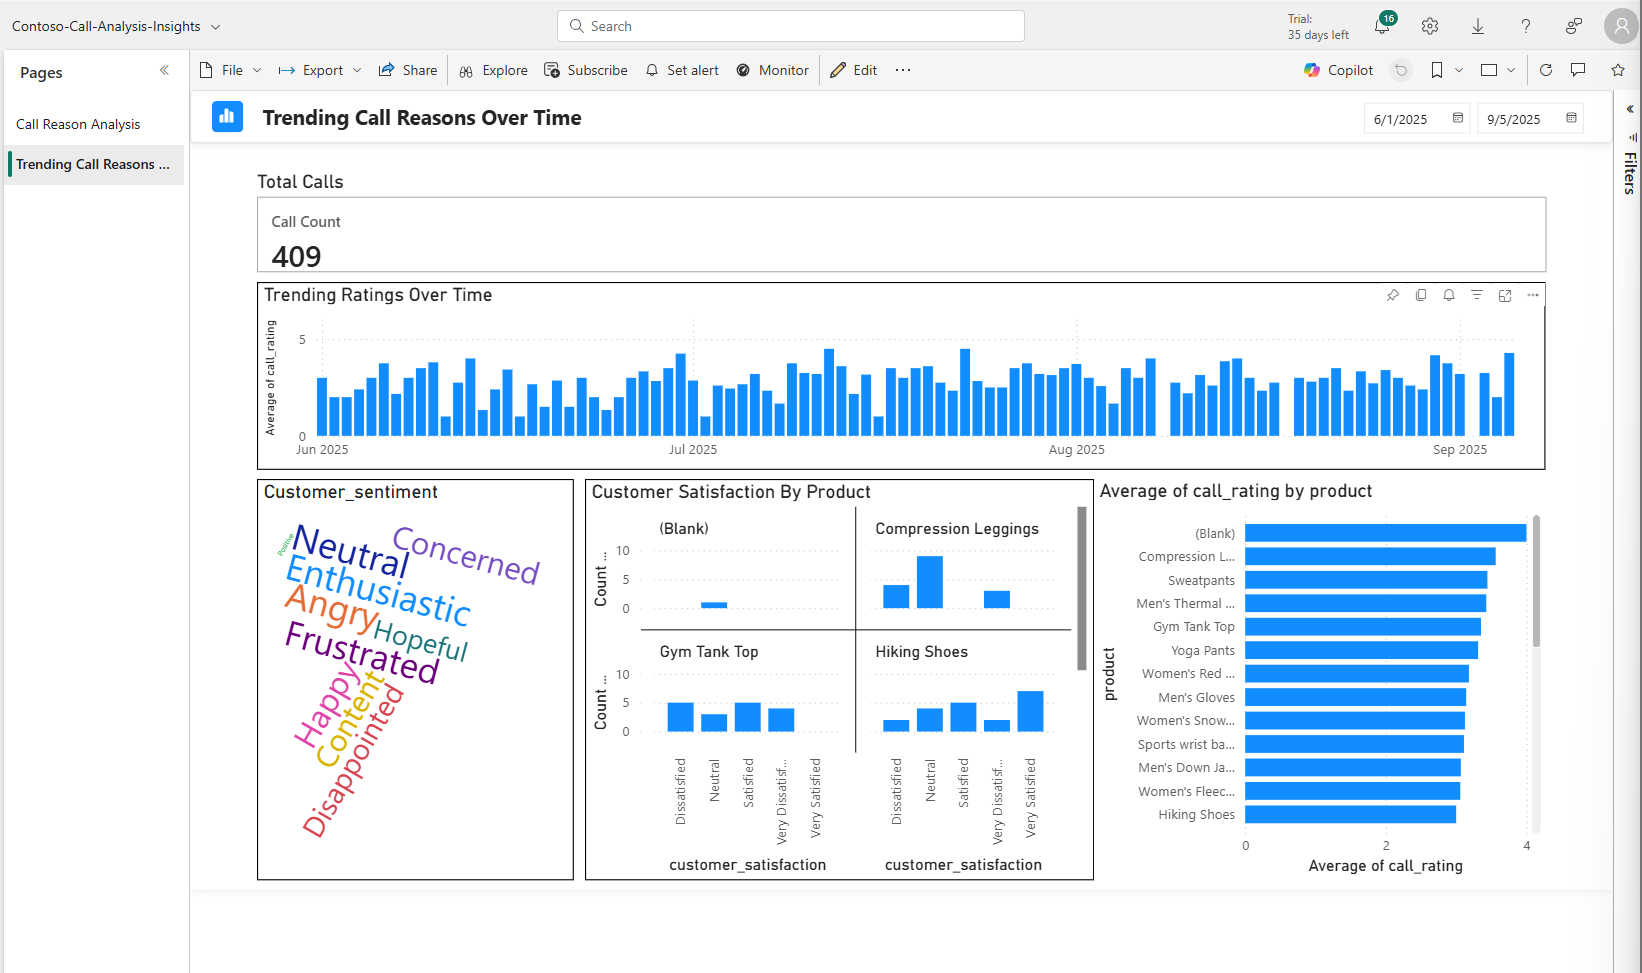 Contoso-Call-Analysis-Insights
Search
Trial:
35 days left
16
Pages
File
Export
Share
Explore
Subscribe
Set alert
Monitor
Edit
Copilot
Call Reason Analysis
Trending Call Reasons ...
Trending Call Reasons Over Time
6/1/2025
9/5/2025
Filters
Total Calls
Call Count
409
Trending Ratings Over Time
Average of call_rating
5
0
Jun 2025
Jul 2025
Aug 2025
Sep 2025
Customer_sentiment
Positive
Neutral
Concerned
Enthusiastic
Angry
Hopeful
Frustrated
Happy
Content
Disappointed
Customer Satisfaction By Product
(Blank)
Compression Leggings
Count ...
10
5
0
Gym Tank Top
Hiking Shoes
Count ...
10
5
0
Dissatisfied
Neutral
Satisfied
Very Dissatisf...
Very Satisfied
Dissatisfied
Neutral
Satisfied
Very Dissatisf...
Very Satisfied
customer_satisfaction
customer_satisfaction
Average of call_rating by product
product
(Blank)
Compression L...
Sweatpants
Men's Thermal ...
Gym Tank Top
Yoga Pants
Women's Red ...
Men's Gloves
Women's Snow...
Sports wrist ba...
Men's Down Ja...
Women's Fleec...
Hiking Shoes
0
2
4
Average of call_rating